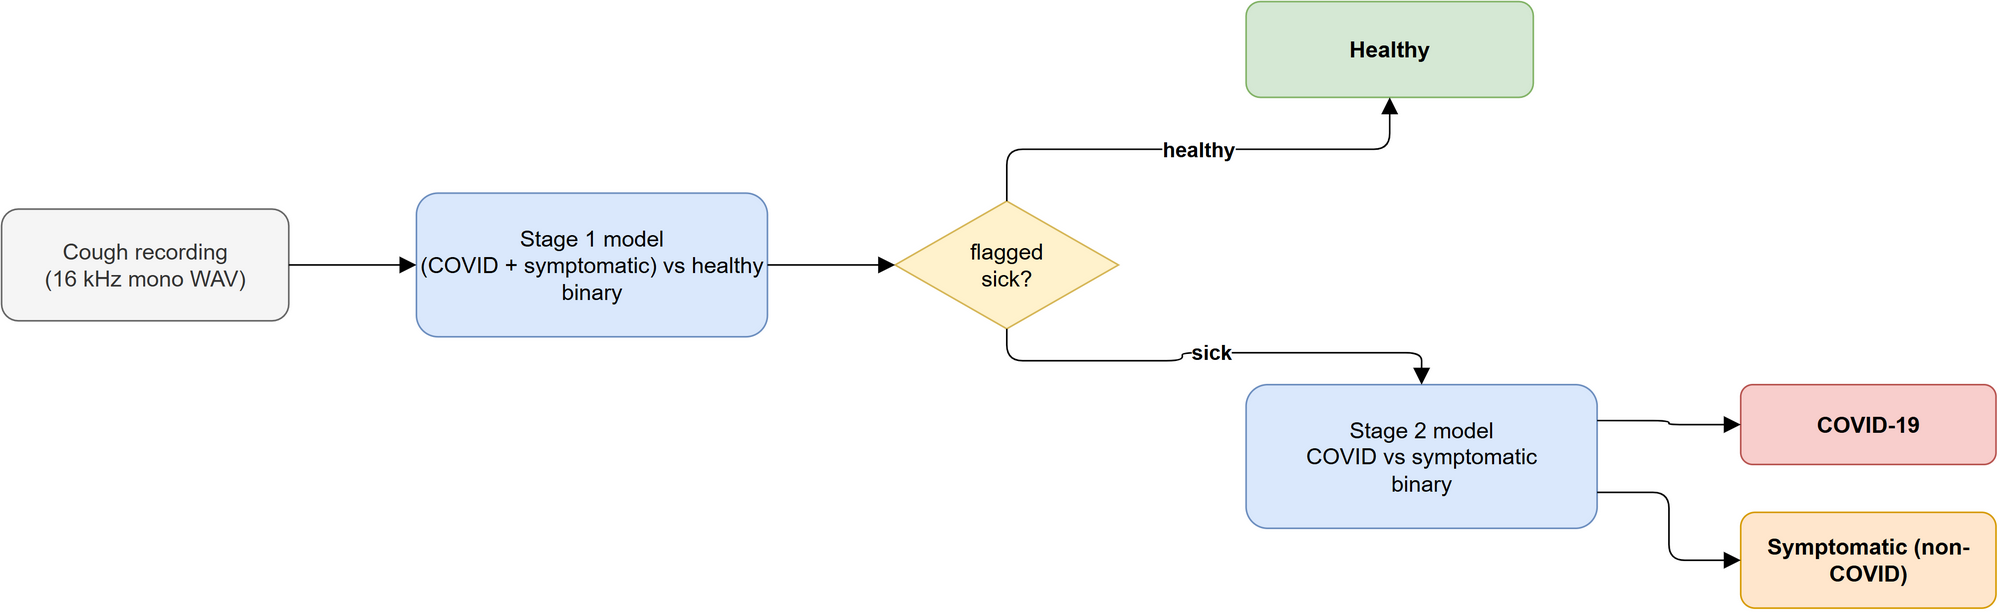 Healthy
healthy
Cough recording
(16 kHz mono WAV)
Stage 1 model
(COVID + symptomatic) vs healthy
binary
flagged
sick?
sick
Stage 2 model
COVID vs symptomatic
binary
COVID-19
Symptomatic (non-
COVID)